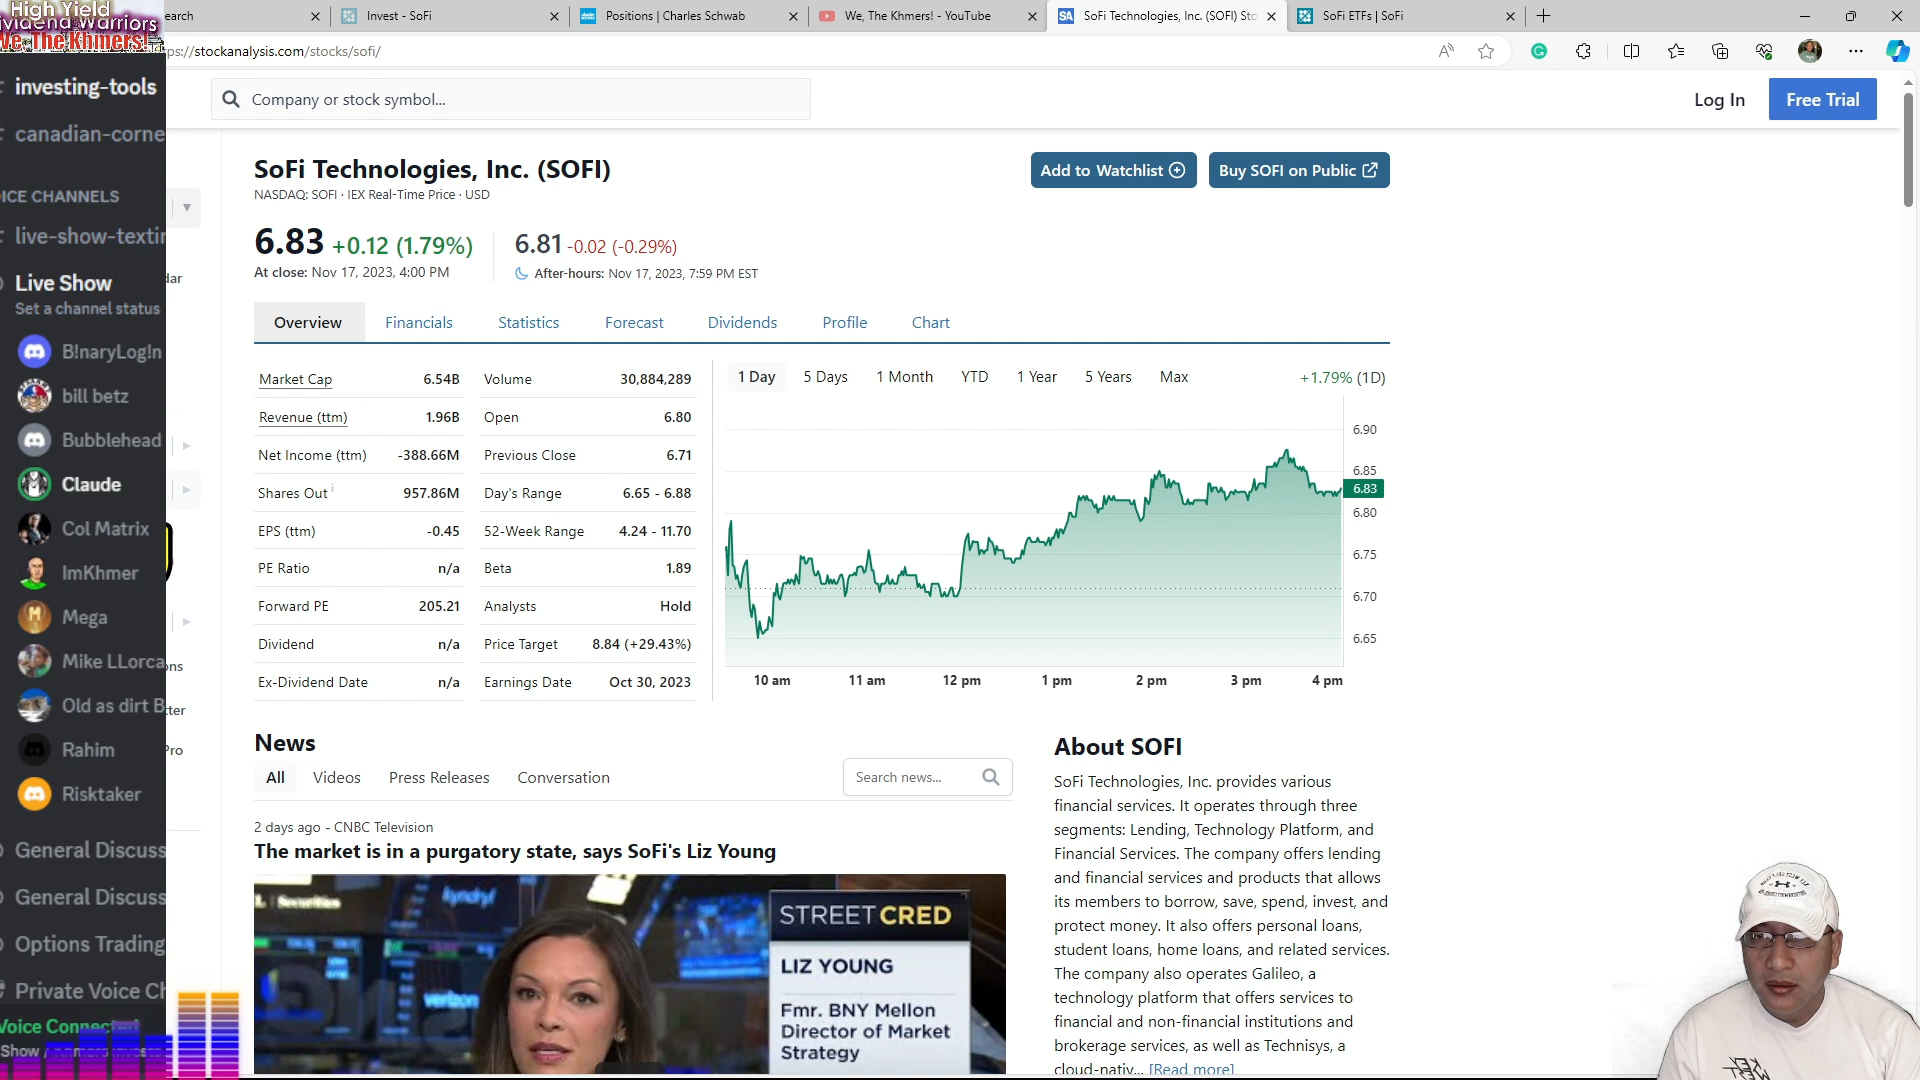 High Yield
Dividend Warriors
We, The Khmers!
earch
Invest - SoFi
Positions | Charles Schwab
We, The Khmers! - YouTube
SoFi Technologies, Inc. (SOFI) Sto
SoFi ETFs | SoFi
ps://stockanalysis.com/stocks/sofi/
investing-tools
canadian-corne
OICE CHANNELS
live-show-textin
Live Show
Set a channel status
B!naryLog!n
bill betz
Bubblehead
Claude
Col Matrix
ImKhmer
Mega
Mike LLorca
Old as dirt B
Rahim
Risktaker
General Discuss
General Discuss
Options Trading
Private Voice Ch
Voice Connected
Show /
dar
ons
tter
Pro
Company or stock symbol...
Log In
Free Trial
SoFi Technologies, Inc. (SOFI)
NASDAQ: SOFI · IEX Real-Time Price · USD
Add to Watchlist
Buy SOFI on Public
6.83 +0.12 (1.79%)
At close: Nov 17, 2023, 4:00 PM
6.81 -0.02 (-0.29%)
After-hours: Nov 17, 2023, 7:59 PM EST
Overview Financials Statistics Forecast Dividends Profile Chart
Market Cap 6.54B
Revenue (ttm) 1.96B
Net Income (ttm) -388.66M
Shares Out 957.86M
EPS (ttm) -0.45
PE Ratio n/a
Forward PE 205.21
Dividend n/a
Ex-Dividend Date n/a
Volume 30,884,289
Open 6.80
Previous Close 6.71
Day's Range 6.65 - 6.88
52-Week Range 4.24 - 11.70
Beta 1.89
Analysts Hold
Price Target 8.84 (+29.43%)
Earnings Date Oct 30, 2023
1 Day 5 Days 1 Month YTD 1 Year 5 Years Max
+1.79% (1D)
6.90
6.85
6.83
6.80
6.75
6.70
6.65
10 am 11 am 12 pm 1 pm 2 pm 3 pm 4 pm
News
All Videos Press Releases Conversation
Search news...
2 days ago - CNBC Television
The market is in a purgatory state, says SoFi's Liz Young
kyndryl
verizon
STREET CRED
LIZ YOUNG
Fmr. BNY Mellon
Director of Market
Strategy
About SOFI
SoFi Technologies, Inc. provides various
financial services. It operates through three
segments: Lending, Technology Platform, and
Financial Services. The company offers lending
and financial services and products that allows
its members to borrow, save, spend, invest, and
protect money. It also offers personal loans,
student loans, home loans, and related services.
The company also operates Galileo, a
technology platform that offers services to
financial and non-financial institutions and
brokerage services, as well as Technisys, a
cloud-nativ... [Read more]